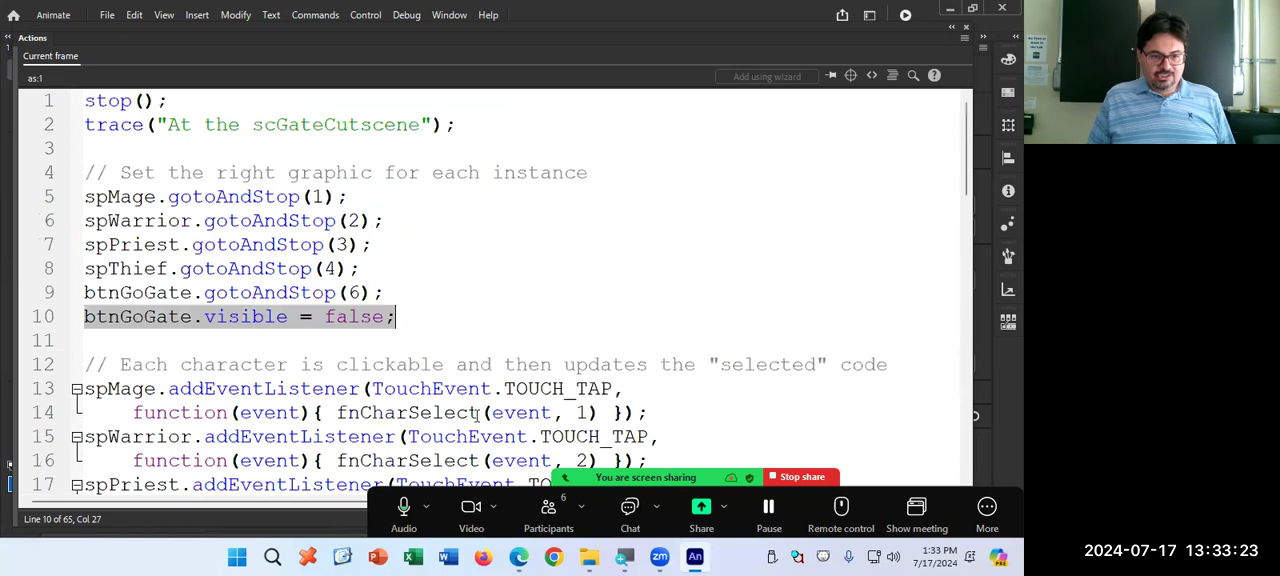 Animate File Edit View Insert Modify Text Commands Control Debug Window Help
Actions
Current frame
as:1
Add using wizard
1 stop();
2 trace("At the scGateCutscene");
3
4 // Set the right graphic for each instance
5 spMage.gotoAndStop(1);
6 spWarrior.gotoAndStop(2);
7 spPriest.gotoAndStop(3);
8 spThief.gotoAndStop(4);
9 btnGoGate.gotoAndStop(6);
10 btnGoGate.visible = false;
11
12 // Each character is clickable and then updates the "selected" code
13 spMage.addEventListener(TouchEvent.TOUCH_TAP,
14 function(event){ fnCharSelect(event, 1) });
15 spWarrior.addEventListener(TouchEvent.TOUCH_TAP,
16 function(event){ fnCharSelect(event, 2) });
17 spPriest.addEventListener(TouchEvent.TO
You are screen sharing Stop share
6
Audio Video Participants Chat Share Pause Remote control Show meeting More
Line 10 of 65, Col 27
zm An
1:33 PM
7/17/2024
PRE
2024-07-17 13:33:23